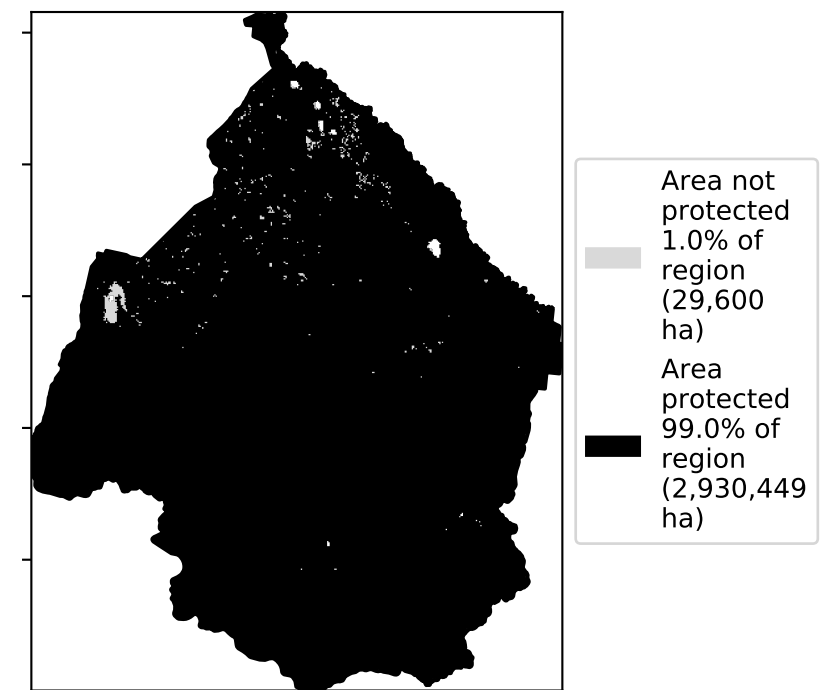 Area not
protected
1.0% of
region
(29,600
ha)
Area
protected
99.0% of
region
(2,930,449
ha)